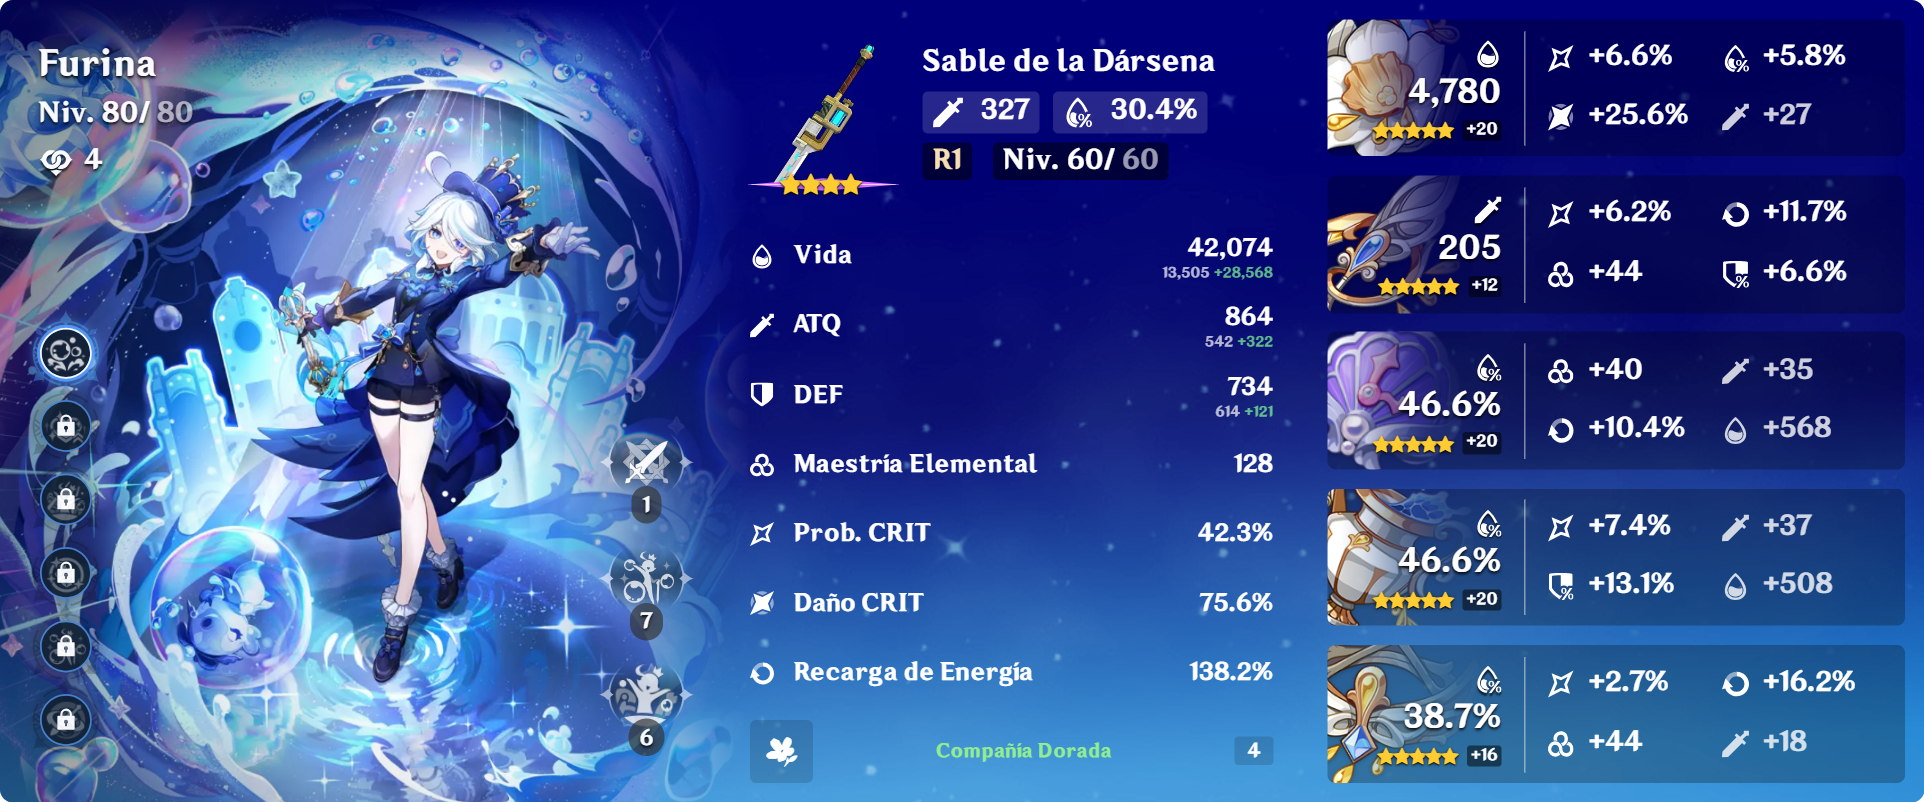 Furina
Niv. 80/ 80
4
1
7
6
Sable de la Dársena
327 30.4%
R1 Niv. 60/ 60
Vida 42,074
13,505 +28,568
ATQ 864
542 +322
DEF 734
614 +121
Maestría Elemental 128
Prob. CRIT 42.3%
Daño CRIT 75.6%
Recarga de Energía 138.2%
Compañía Dorada 4
4,780
+20
+6.6% +5.8%
+25.6% +27
205
+12
+6.2% +11.7%
+44 +6.6%
46.6%
+20
+40 +35
+10.4% +568
46.6%
+20
+7.4% +37
+13.1% +508
38.7%
+16
+2.7% +16.2%
+44 +18